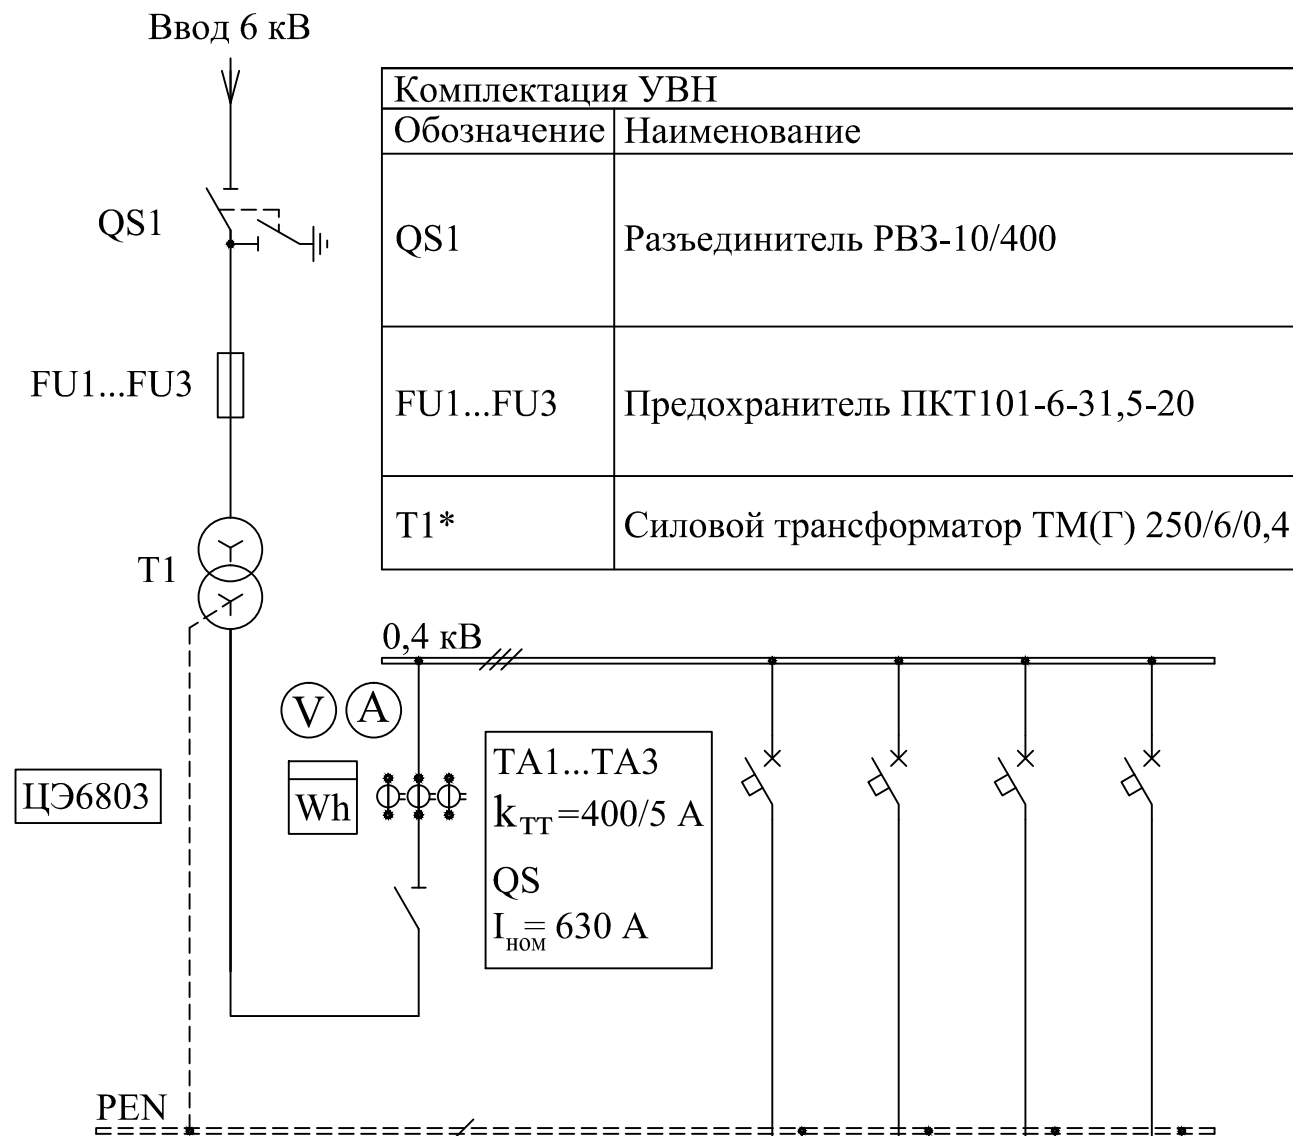 Ввод 6 кВ
Комплектация УВН
Обозначение Наименование
QS1
QS1 Разъединитель РВЗ-10/400
FU1...FU3
FU1...FU3 Предохранитель ПКТ101-6-31,5-20
T1* Силовой трансформатор ТМ(Г) 250/6/0,4
T1
0,4 кВ
V A
TA1...TA3
kТТ=400/5 А
QS
Iном= 630 А
ЦЭ6803
Wh
PEN